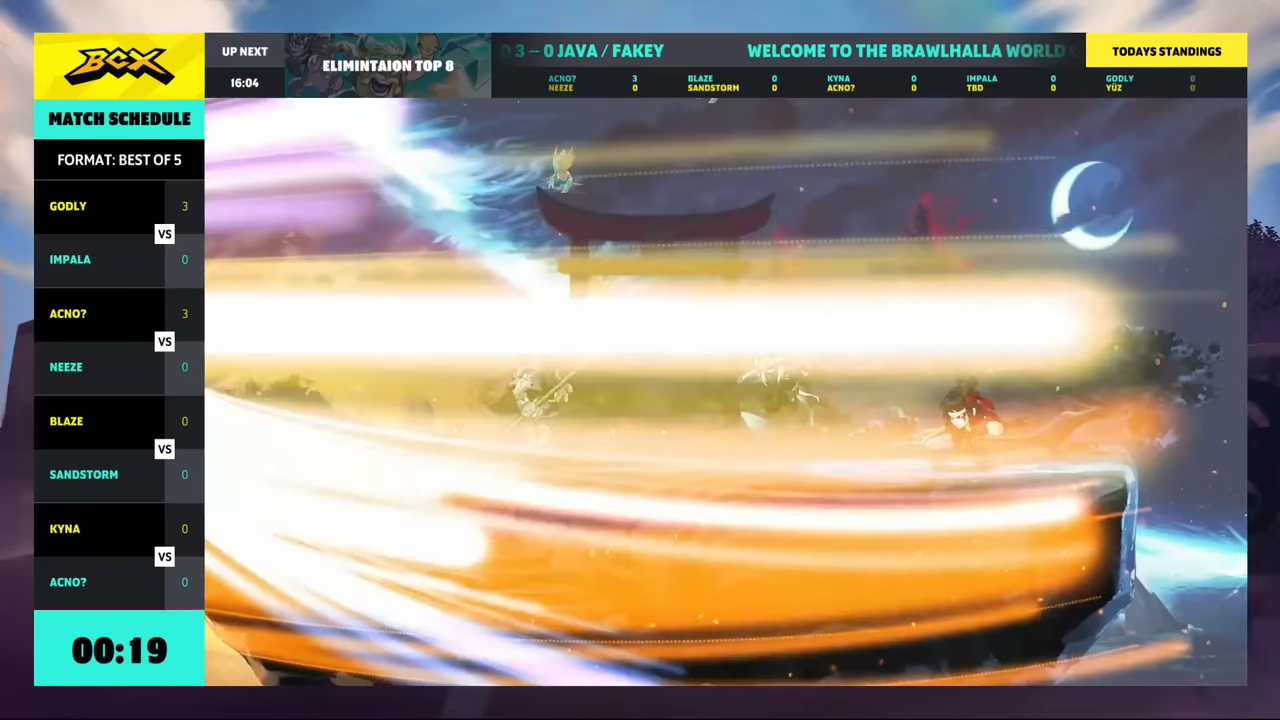 BCX
UP NEXT
16:04
ELIMINTAION TOP 8
D 3 – 0 JAVA / FAKEY
WELCOME TO THE BRAWLHALLA WORLD
TODAYS STANDINGS
ACNO? 3
NEEZE 0
BLAZE 0
SANDSTORM 0
KYNA 0
ACNO? 0
IMPALA 0
TBD 0
GODLY 0
YÜZ 0
MATCH SCHEDULE
FORMAT: BEST OF 5
GODLY 3
VS
IMPALA 0
ACNO? 3
VS
NEEZE 0
BLAZE 0
VS
SANDSTORM 0
KYNA 0
VS
ACNO? 0
00:19